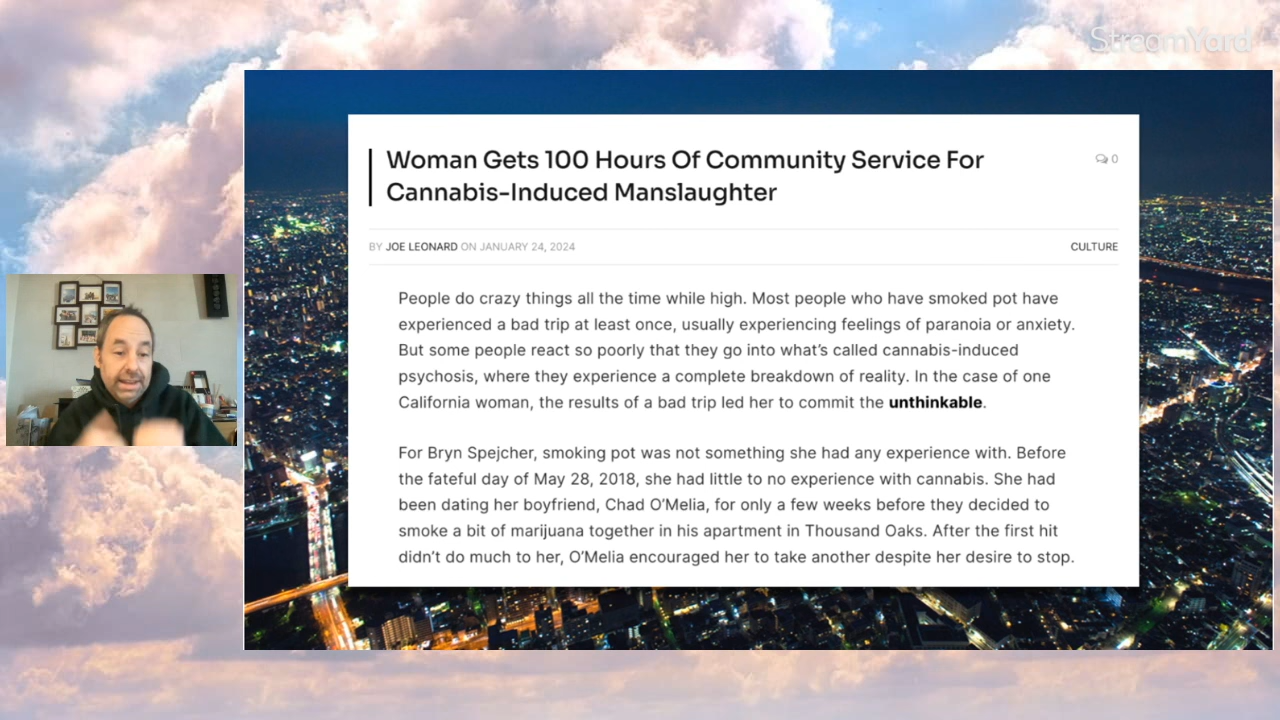 StreamYard
Woman Gets 100 Hours Of Community Service For
Cannabis-Induced Manslaughter
0
BY JOE LEONARD ON JANUARY 24, 2024
CULTURE
People do crazy things all the time while high. Most people who have smoked pot have
experienced a bad trip at least once, usually experiencing feelings of paranoia or anxiety.
But some people react so poorly that they go into what’s called cannabis-induced
psychosis, where they experience a complete breakdown of reality. In the case of one
California woman, the results of a bad trip led her to commit the unthinkable.
For Bryn Spejcher, smoking pot was not something she had any experience with. Before
the fateful day of May 28, 2018, she had little to no experience with cannabis. She had
been dating her boyfriend, Chad O’Melia, for only a few weeks before they decided to
smoke a bit of marijuana together in his apartment in Thousand Oaks. After the first hit
didn’t do much to her, O’Melia encouraged her to take another despite her desire to stop.